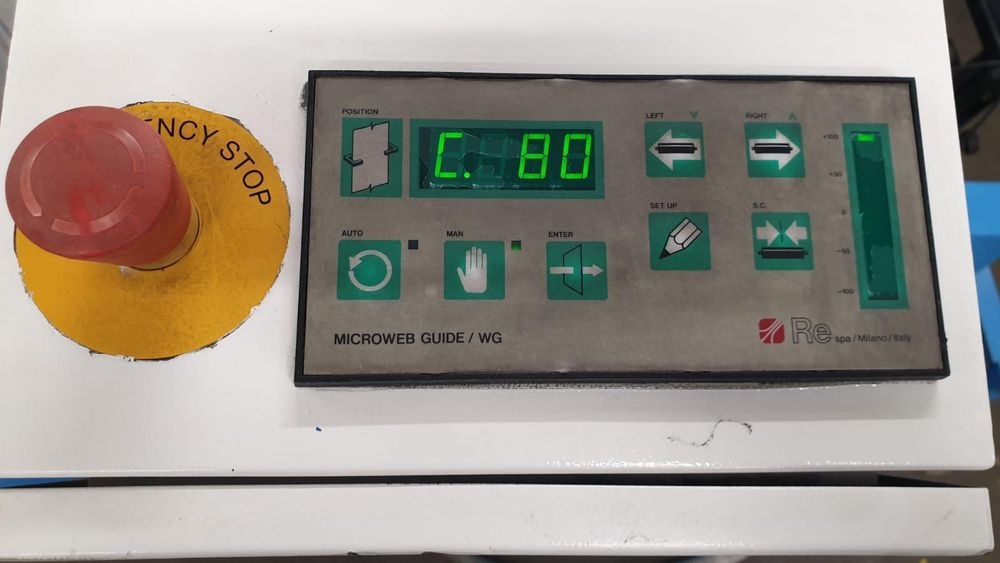 NCY STOP
POSITION
C. 80
LEFT
RIGHT
+100
+50
0
-50
-100
SET UP
S.C.
AUTO
MAN
ENTER
MICROWEB GUIDE / WG
Re spa / Milano / Italy